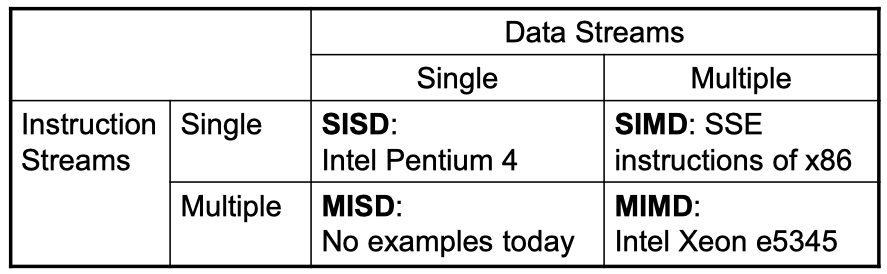 Data Streams
Single
Multiple
Instruction
Streams
Single
SISD:
Intel Pentium 4
SIMD: SSE
instructions of x86
Multiple
MISD:
No examples today
MIMD:
Intel Xeon e5345